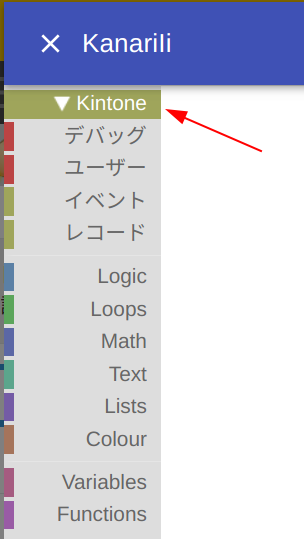 Kanarili
Kintone
デバッグ
ユーザー
イベント
レコード
Logic
Loops
Math
Text
Lists
Colour
Variables
Functions